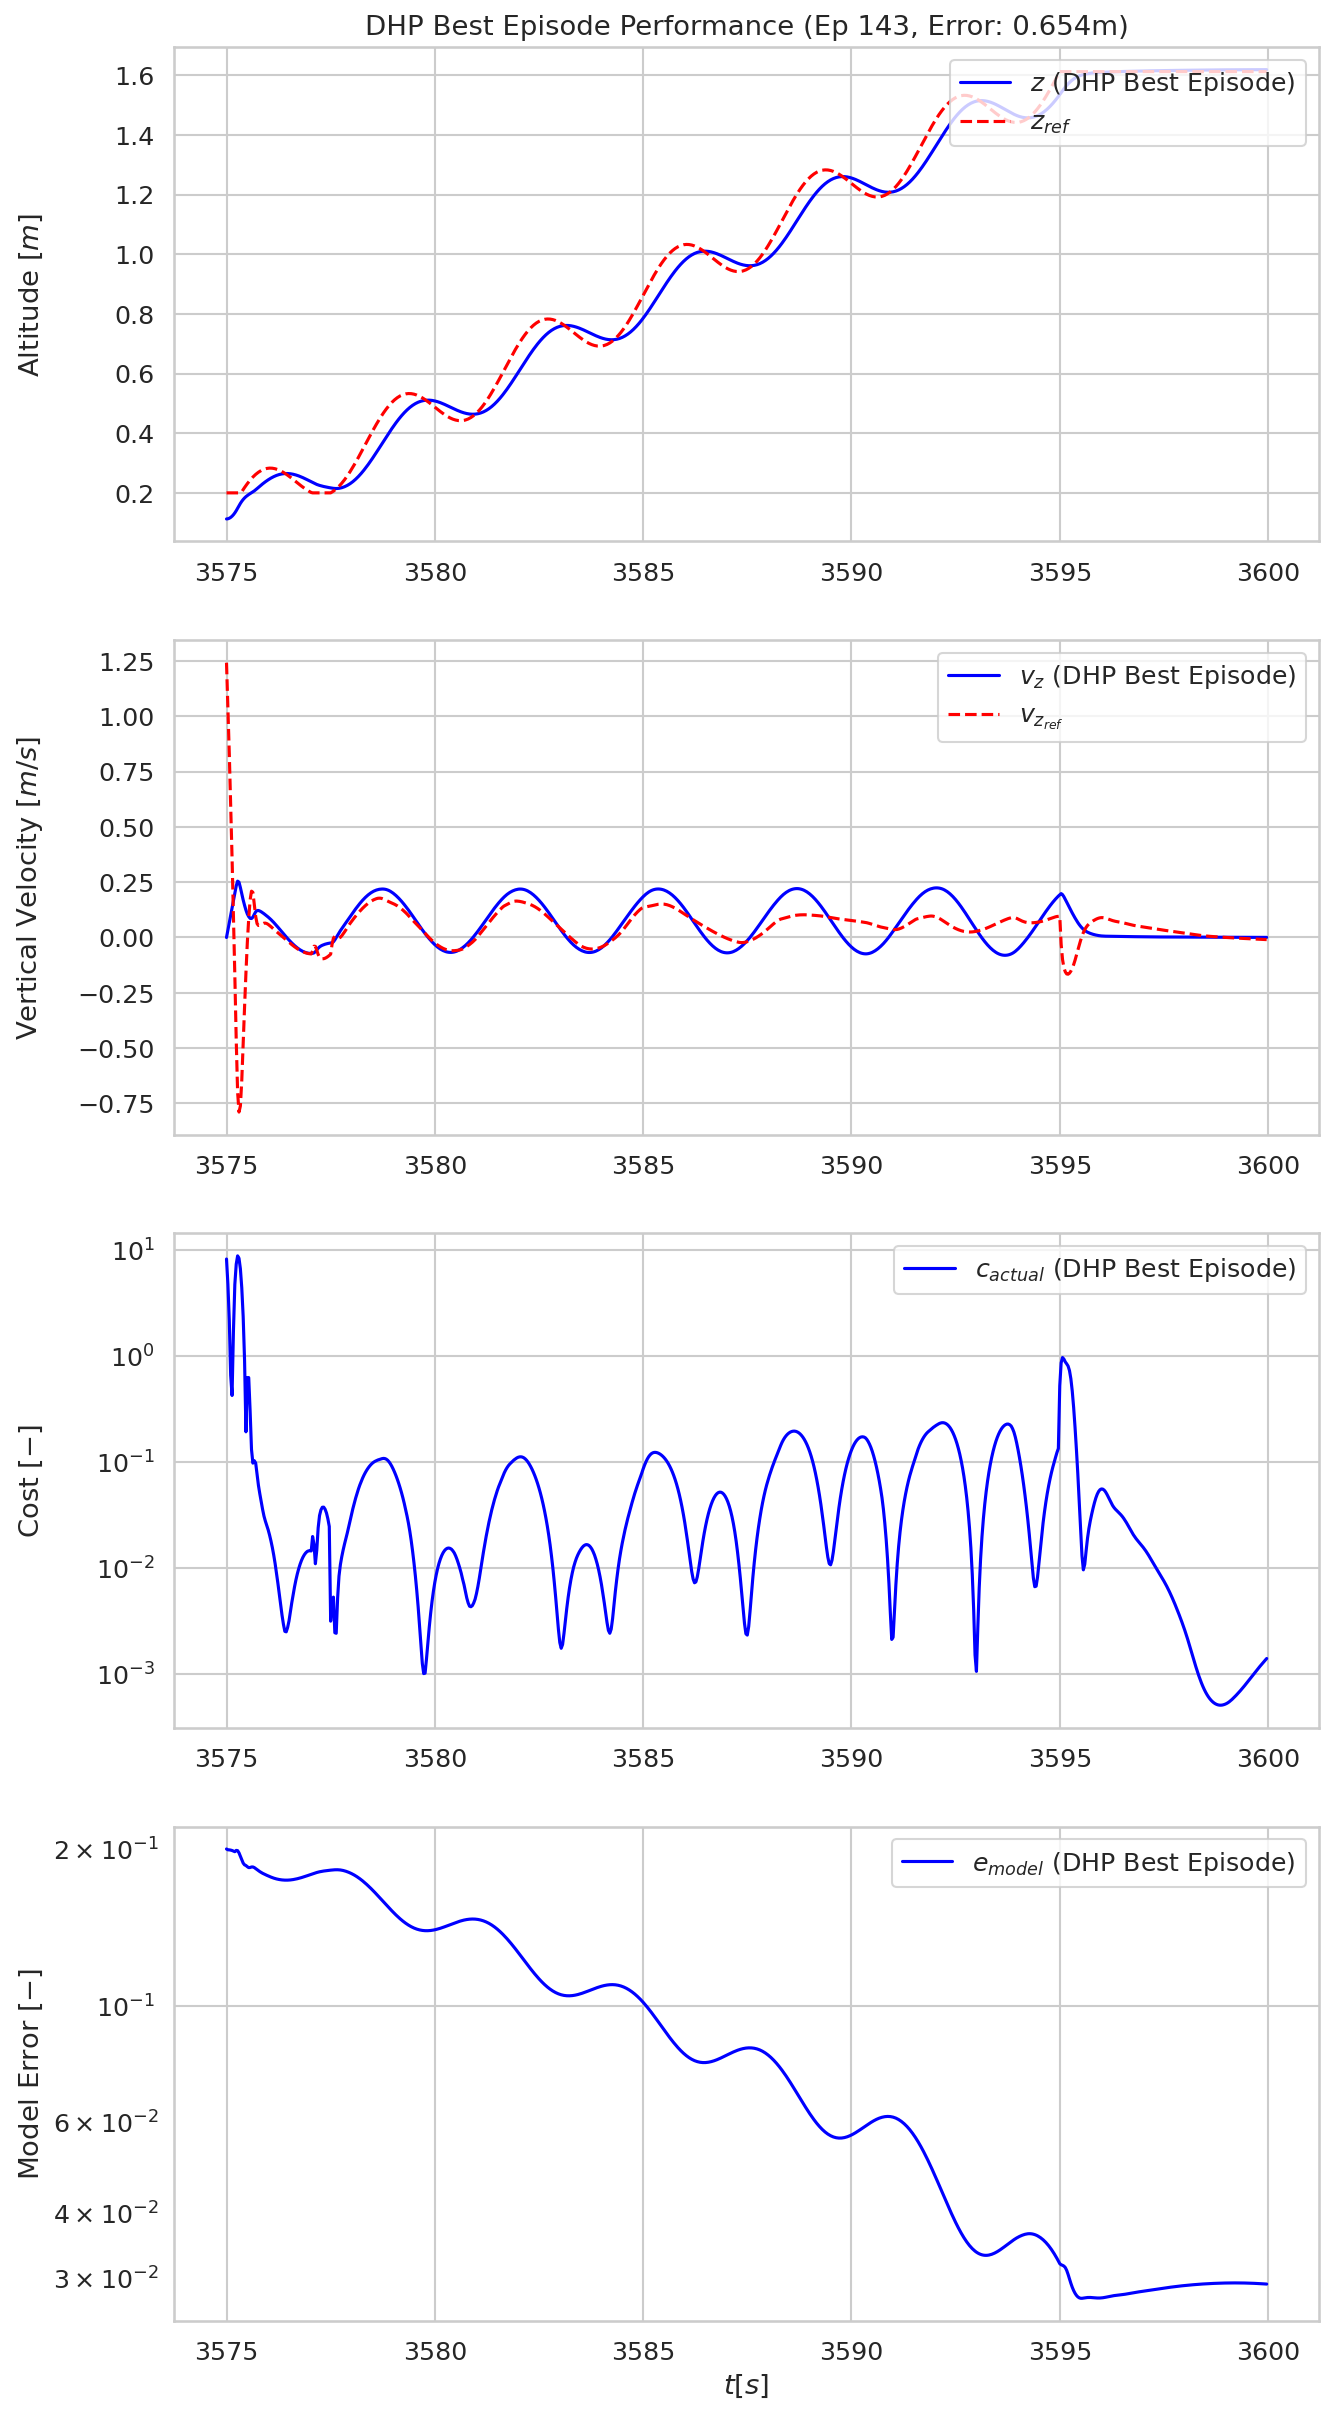 DHP Best Episode Performance (Ep 143, Error: 0.654m)
1.6
1.4
1.2
1.0
0.8
0.6
0.4
0.2
Altitude [m]
z (DHP Best Episode)
z_ref
3575 3580 3585 3590 3595 3600
1.25
1.00
0.75
0.50
0.25
0.00
−0.25
−0.50
−0.75
Vertical Velocity [m/s]
v_z (DHP Best Episode)
v_{z_{ref}}
3575 3580 3585 3590 3595 3600
10¹
10⁰
10⁻¹
10⁻²
10⁻³
Cost [−]
c_actual (DHP Best Episode)
3575 3580 3585 3590 3595 3600
2 × 10⁻¹
10⁻¹
6 × 10⁻²
4 × 10⁻²
3 × 10⁻²
Model Error [−]
e_model (DHP Best Episode)
3575 3580 3585 3590 3595 3600
t[s]